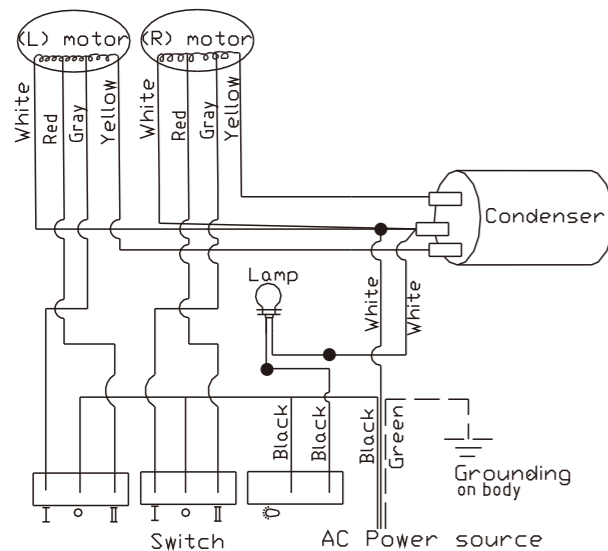 (L) motor
(R) motor
White
Red
Gray
Yellow
White
Red
Gray
Yellow
Condenser
Lamp
White
White
Black
Black
Black
Green
Grounding
on body
I o II
I o II
Switch
AC Power source